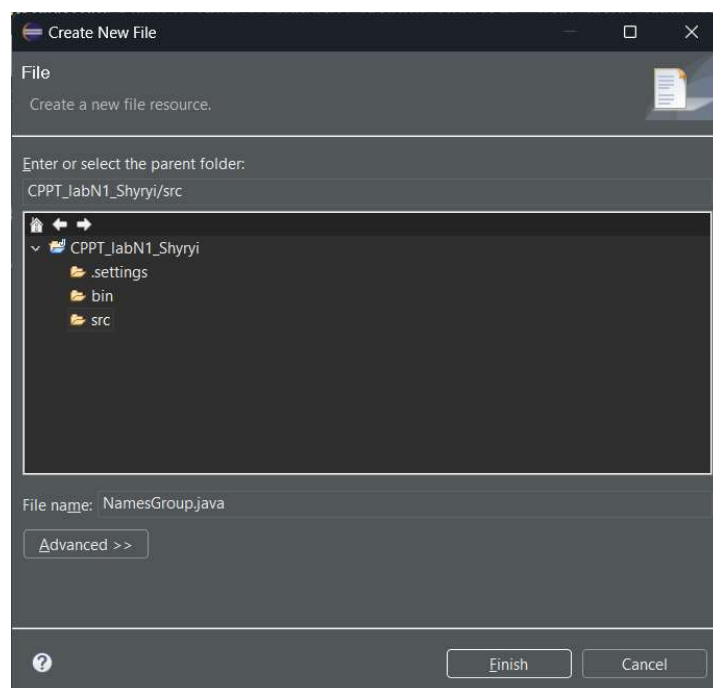 Create New File
File
Create a new file resource.
Enter or select the parent folder:
CPPT_labN1_Shyryi/src
CPPT_labN1_Shyryi
.settings
bin
src
File name: NamesGroup.java
Advanced >>
Finish Cancel